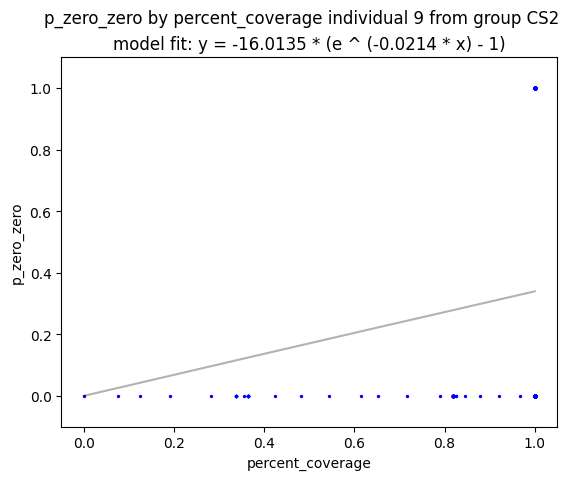 p_zero_zero by percent_coverage individual 9 from group CS2
model fit: y = -16.0135 * (e ^ (-0.0214 * x) - 1)
1.0
0.8
0.6
0.4
0.2
0.0
p_zero_zero
0.0 0.2 0.4 0.6 0.8 1.0
percent_coverage